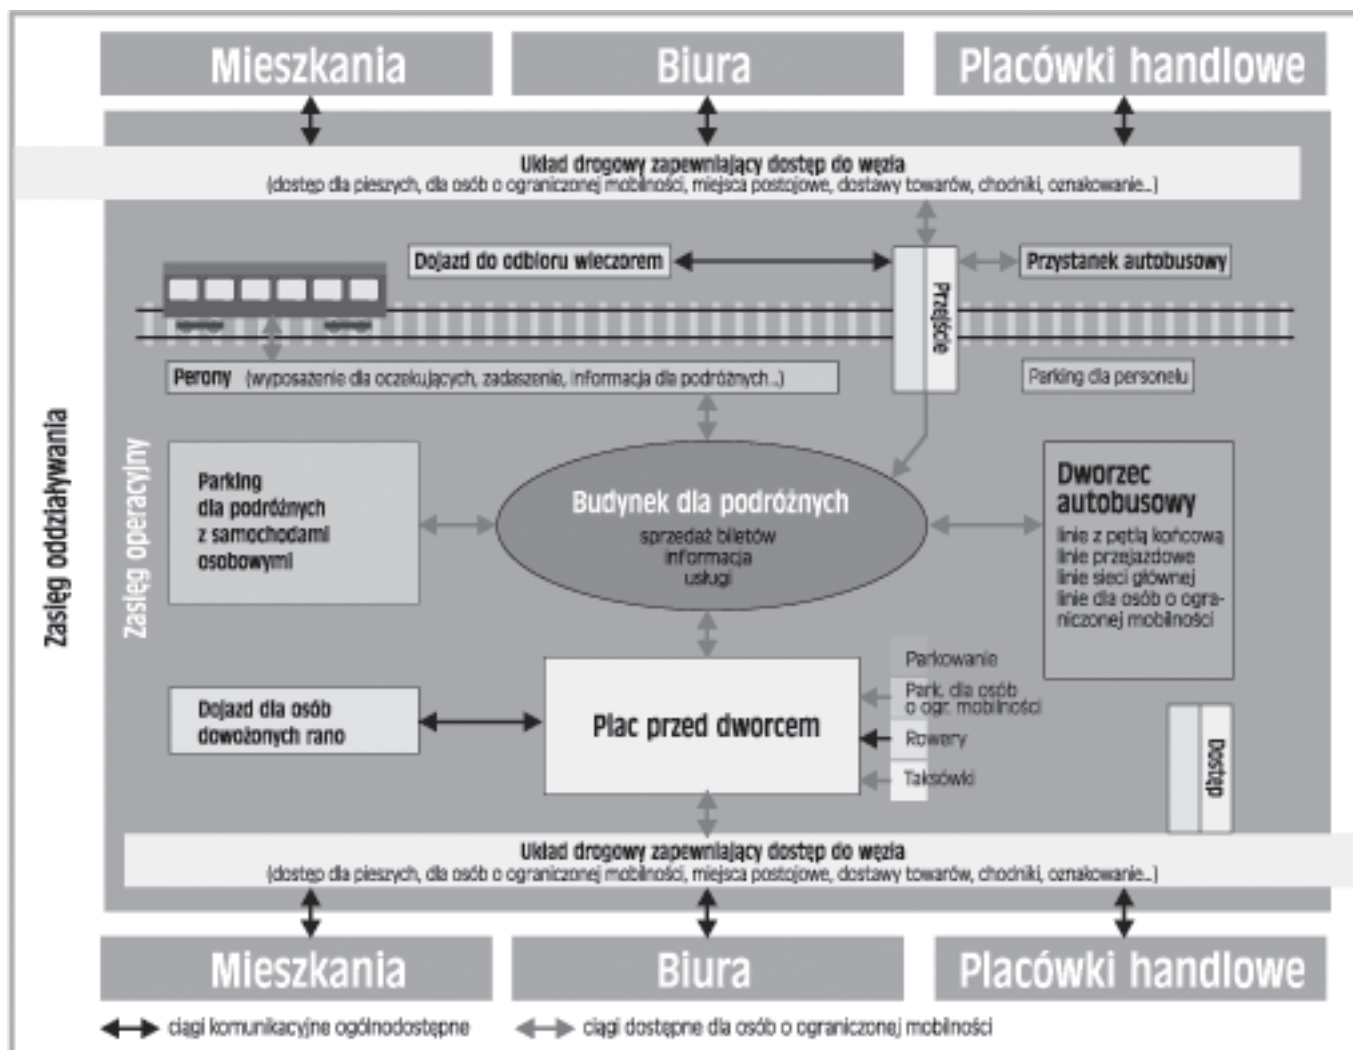 Mieszkania
Biura
Placówki handlowe
Układ drogowy zapewniający dostęp do węzła
(dostęp dla pieszych, dla osób o ograniczonej mobilności, miejsca postojowe, dostawy towarów, chodniki, oznakowanie...)
Dojazd do odbioru wieczorem
Przystanek autobusowy
Przejście
Perony (wyposażenie dla oczekujących, zadaszenie, informacja dla podróżnych...)
Parking dla personelu
Zasięg oddziaływania
Zasięg operacyjny
Parking
dla podróżnych
z samochodami
osobowymi
Budynek dla podróżnych
sprzedaż biletów
informacja
usługi
Dworzec
autobusowy
linie z pętlą końcową
linie przejazdowe
linie sieci głównej
linie dla osób o ogra-
niczonej mobilności
Dojazd dla osób
dowożonych rano
Plac przed dworcem
Parkowanie
Park. dla osób
o ogr. mobilności
Rowery
Taksówki
Dostęp
Układ drogowy zapewniający dostęp do węzła
(dostęp dla pieszych, dla osób o ograniczonej mobilności, miejsca postojowe, dostawy towarów, chodniki, oznakowanie...)
Mieszkania
Biura
Placówki handlowe
ciągi komunikacyjne ogólnodostępne
ciągi dostępne dla osób o ograniczonej mobilności